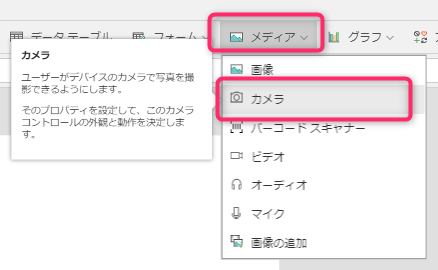 データ テーブル フォーム メディア グラフ
カメラ
ユーザーがデバイスのカメラで写真を撮
影できるようにします。
そのプロパティを設定して、このカメラ
コントロールの外観と動作を決定しま
す。
画像
カメラ
バーコード スキャナー
ビデオ
オーディオ
マイク
画像の追加